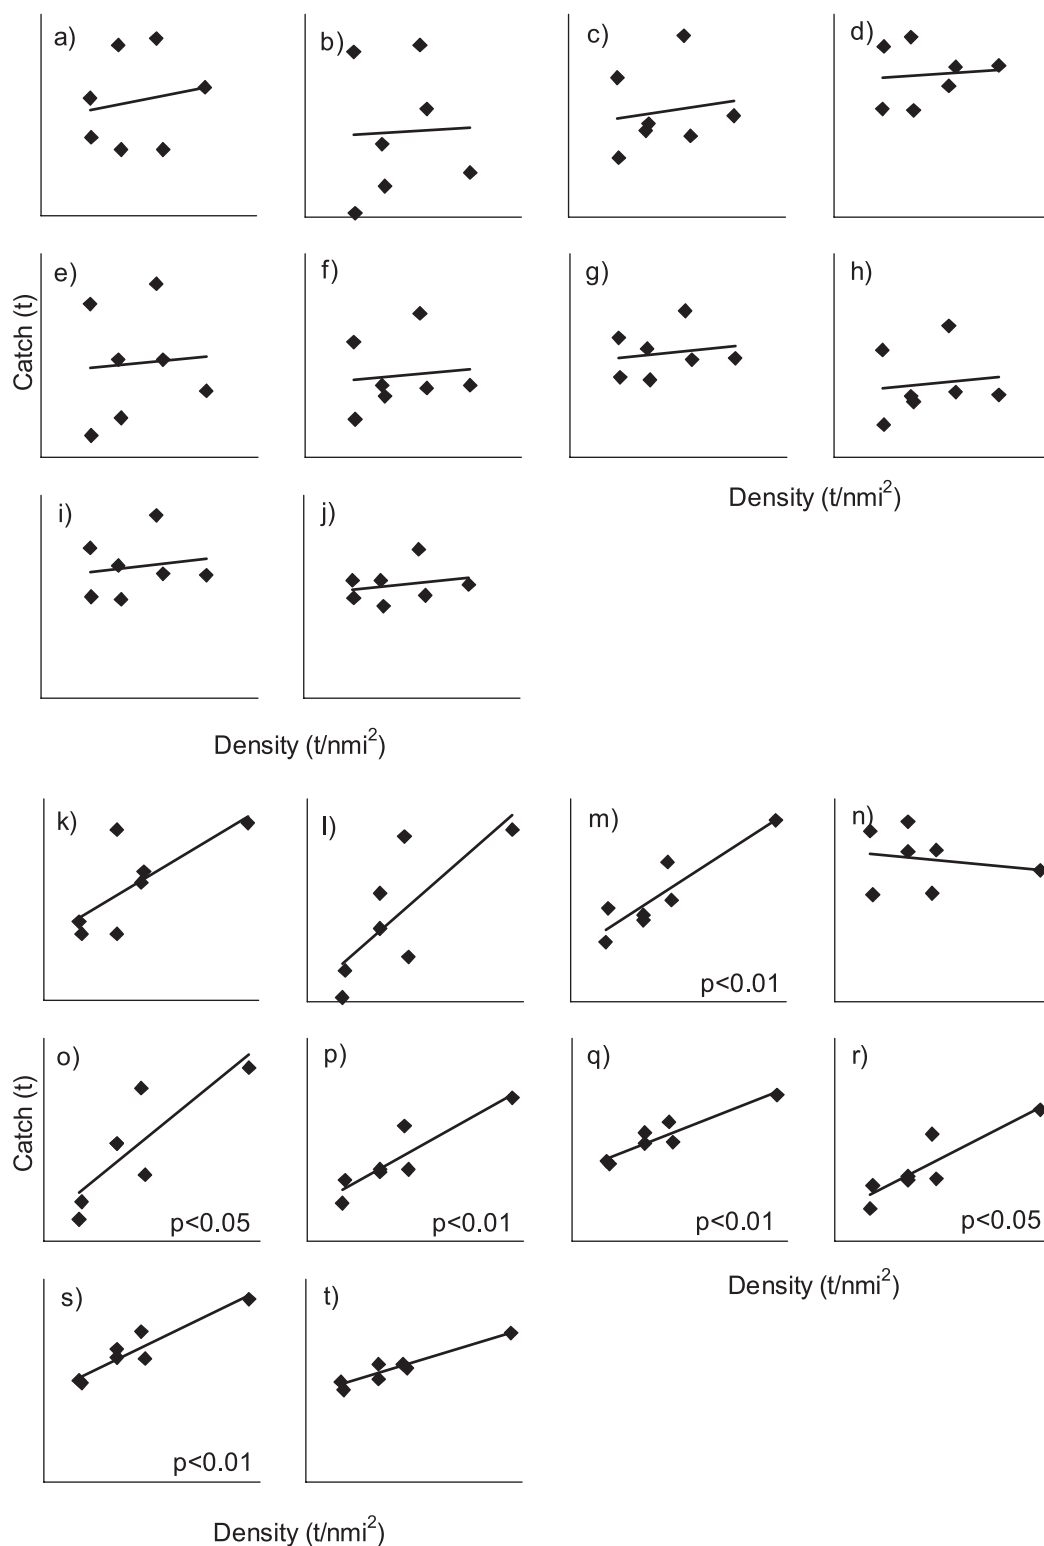 a)
b)
c)
d)
e)
f)
g)
h)
Catch (t)
Density (t/nmi²)
i)
j)
Density (t/nmi²)
k)
l)
m)
n)
p<0.01
o)
p)
q)
r)
Catch (t)
p<0.05
p<0.01
p<0.01
p<0.05
Density (t/nmi²)
s)
t)
p<0.01
Density (t/nmi²)